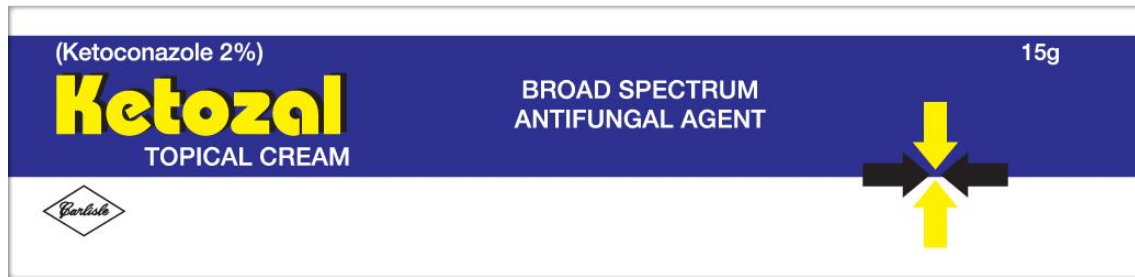 (Ketoconazole 2%)
15g
Ketozal
TOPICAL CREAM
BROAD SPECTRUM
ANTIFUNGAL AGENT
Carlisle